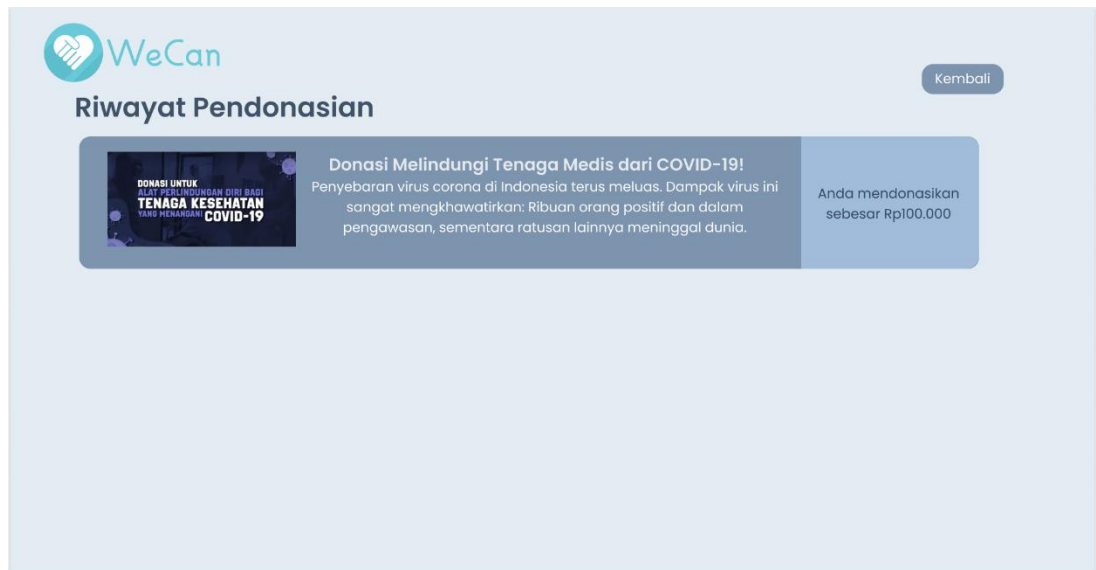 WeCan
Kembali
Riwayat Pendonasian
DONASI UNTUK
ALAT PERLINDUNGAN DIRI BAGI
TENAGA KESEHATAN
YANG MENANGANI COVID-19
Donasi Melindungi Tenaga Medis dari COVID-19!
Penyebaran virus corona di Indonesia terus meluas. Dampak virus ini
sangat mengkhawatirkan: Ribuan orang positif dan dalam
pengawasan, sementara ratusan lainnya meninggal dunia.
Anda mendonasikan
sebesar Rp100.000